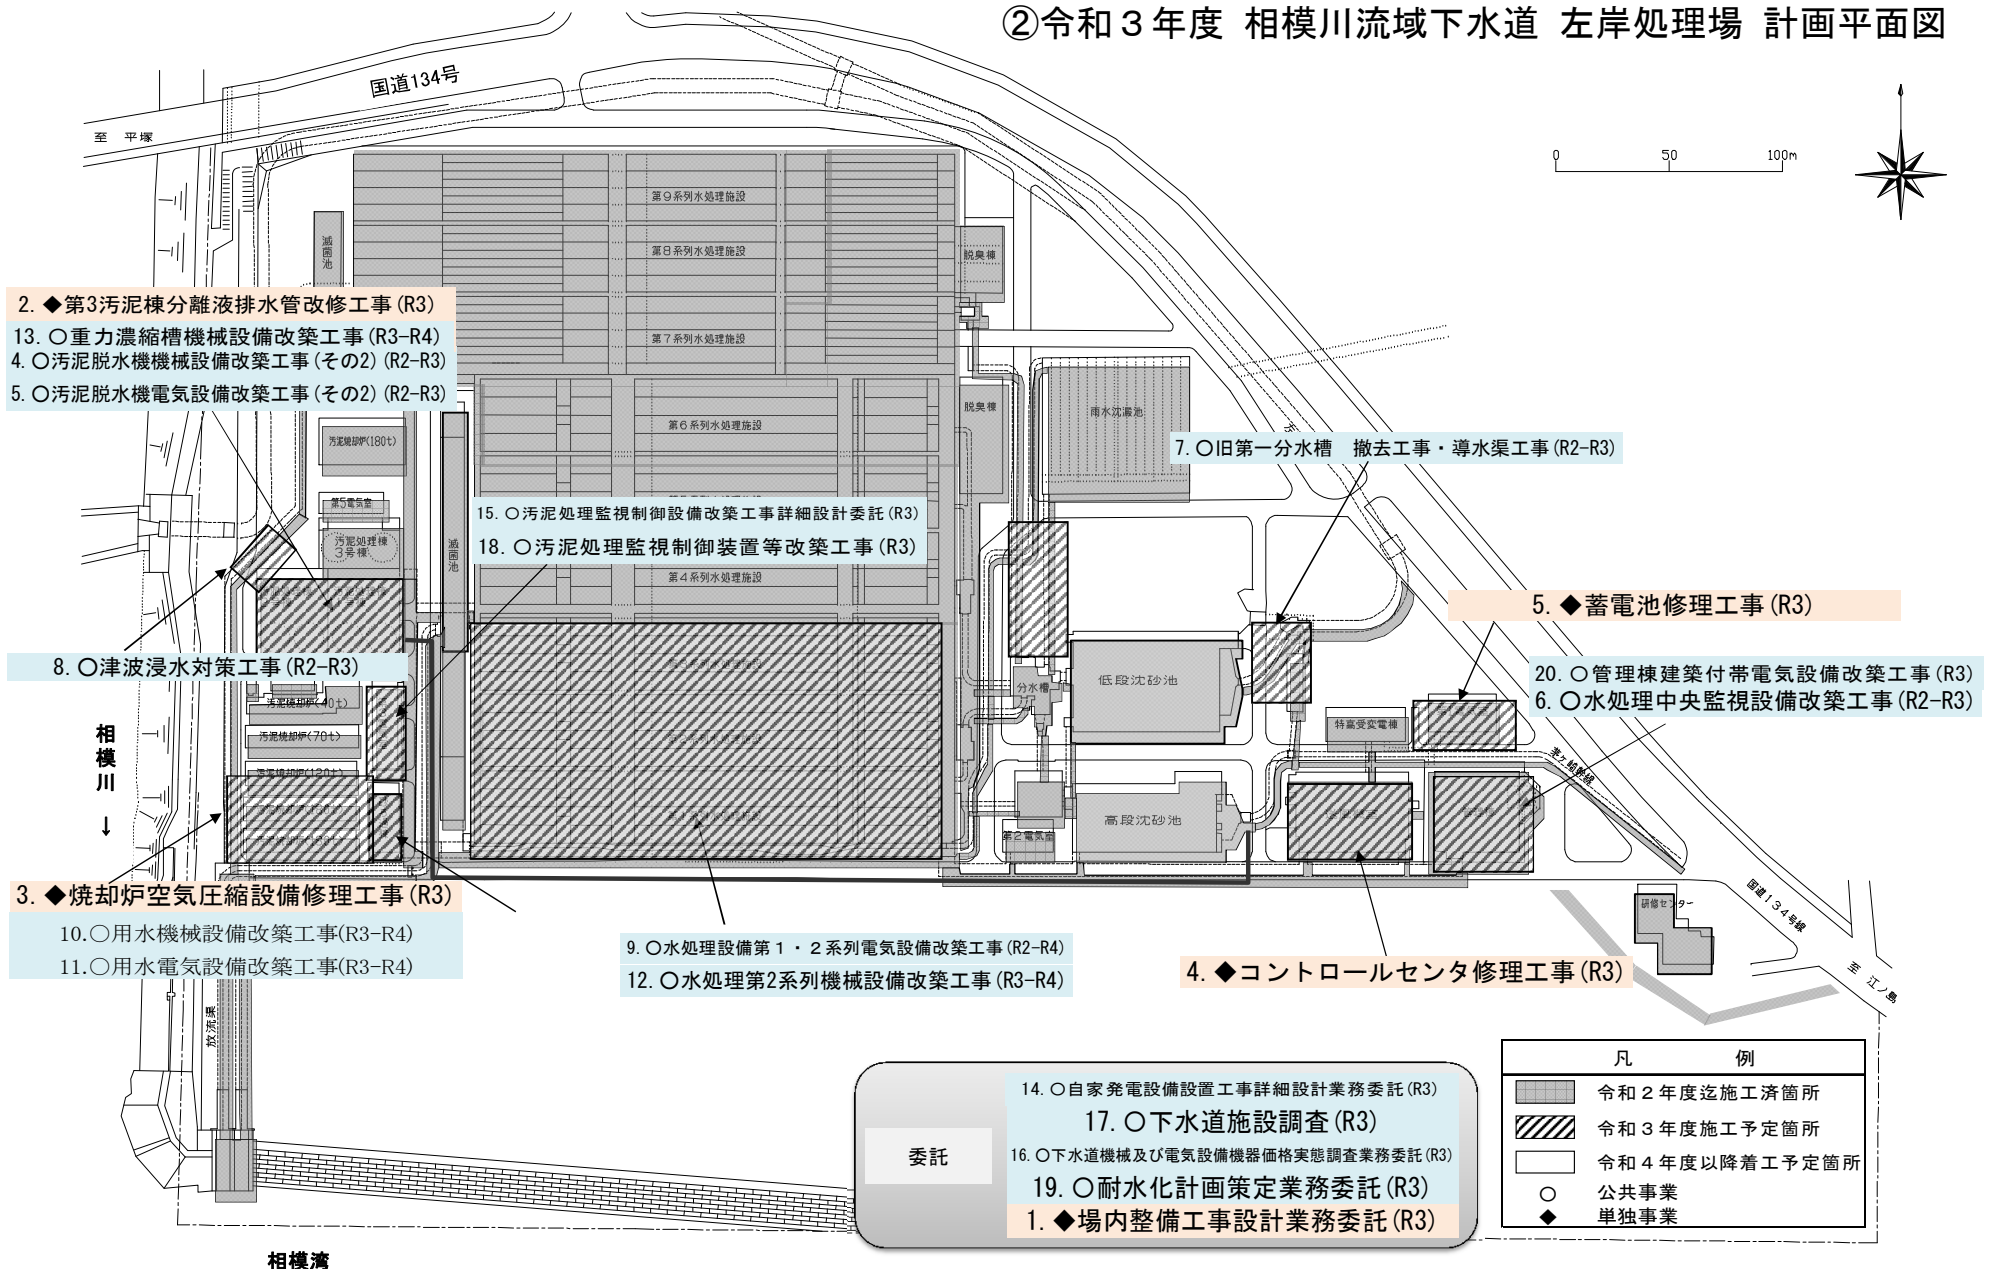 ②令和３年度 相模川流域下水道 左岸処理場 計画平面図
国道134号
至 平塚
0 50 100m
第９系列水処理施設
滅菌池
第８系列水処理施設
脱臭棟
2. ◆第3汚泥棟分離液排水管改修工事(R3)
13. ○重力濃縮槽機械設備改築工事(R3-R4)
4. ○汚泥脱水機機械設備改築工事(その2)(R2-R3)
5. ○汚泥脱水機電気設備改築工事(その2)(R2-R3)
第７系列水処理施設
脱臭棟
雨水沈澱池
第６系列水処理施設
汚泥焼却炉(180t)
7. ○旧第一分水槽　撤去工事・導水渠工事(R2-R3)
第5電気室
15. ○汚泥処理監視制御設備改築工事詳細設計委託(R3)
18. ○汚泥処理監視制御装置等改築工事(R3)
汚泥処理棟
3号棟
滅菌池
第４系列水処理施設
5. ◆蓄電池修理工事(R3)
8. ○津波浸水対策工事(R2-R3)
20. ○管理棟建築付帯電気設備改築工事(R3)
6. ○水処理中央監視設備改築工事(R2-R3)
分水槽
低段沈砂池
汚泥焼却炉(40t)
特高受変電棟
汚泥焼却炉(70t)
相模川
↓
茅ヶ崎幹線
汚泥焼却炉(120t)
高段沈砂池
第2電気室
3. ◆焼却炉空気圧縮設備修理工事(R3)
10.○用水機械設備改築工事(R3-R4)
11.○用水電気設備改築工事(R3-R4)
9. ○水処理設備第１・２系列電気設備改築工事(R2-R4)
12. ○水処理第2系列機械設備改築工事(R3-R4)
4. ◆コントロールセンタ修理工事(R3)
研修センター
国道134号線
至 江ノ島
放流渠
委託
14. ○自家発電設備設置工事詳細設計業務委託(R3)
17. ○下水道施設調査(R3)
16. ○下水道機械及び電気設備機器価格実態調査業務委託(R3)
19. ○耐水化計画策定業務委託(R3)
1. ◆場内整備工事設計業務委託(R3)
凡　例
令和２年度迄施工済箇所
令和３年度施工予定箇所
令和４年度以降着工予定箇所
○ 公共事業
◆ 単独事業
相模湾